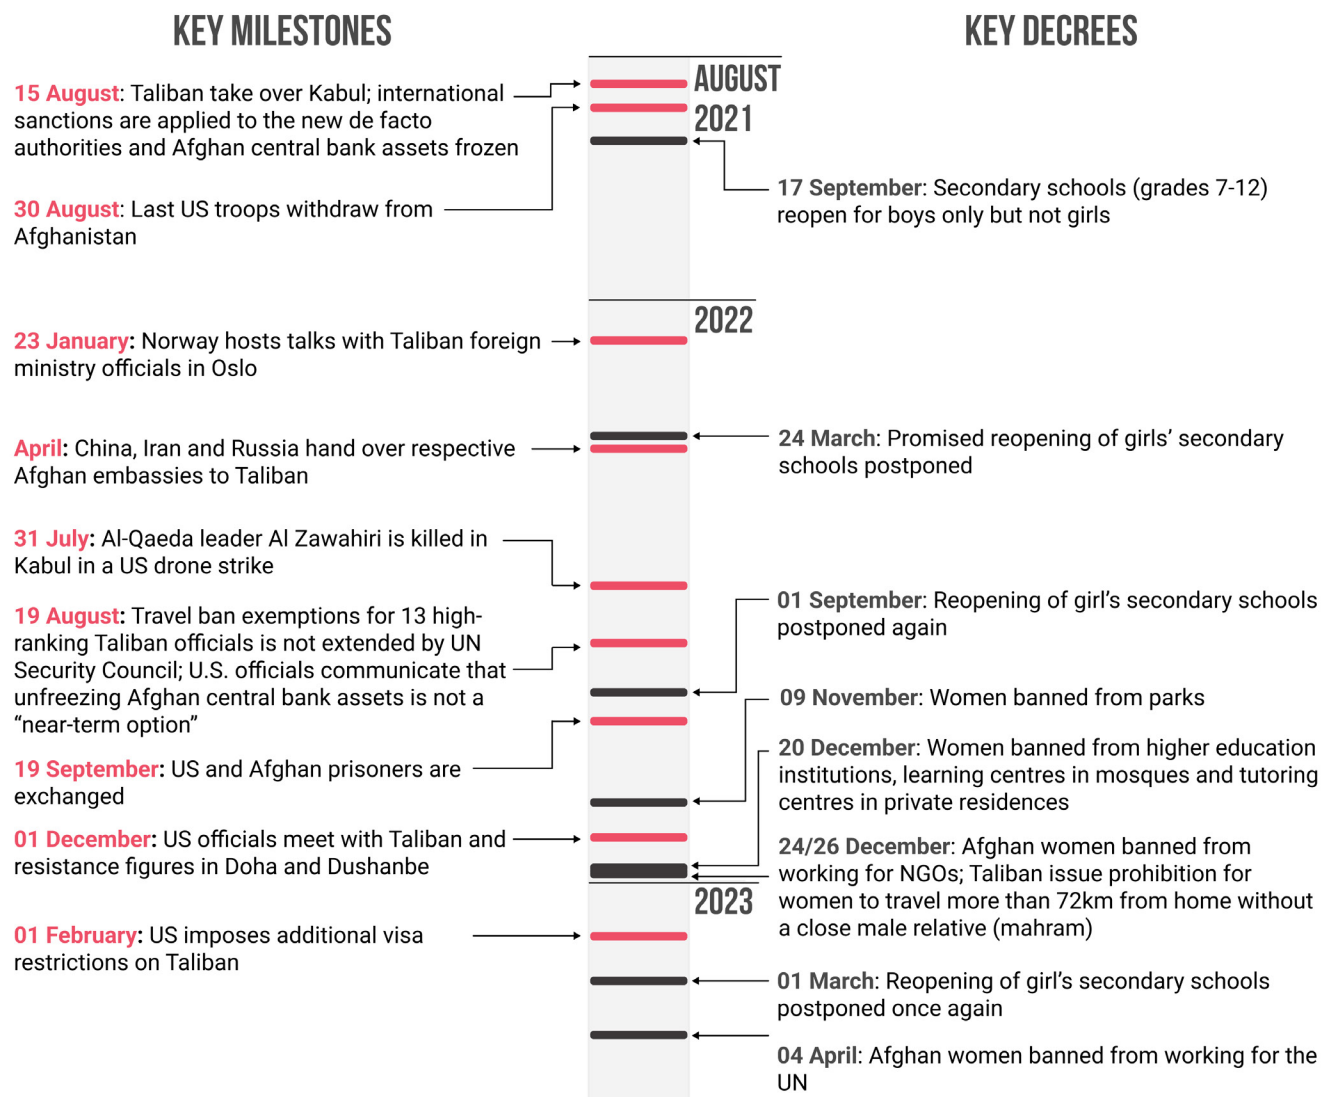 KEY MILESTONES
15 August: Taliban take over Kabul; international
sanctions are applied to the new de facto
authorities and Afghan central bank assets frozen
30 August: Last US troops withdraw from
Afghanistan
23 January: Norway hosts talks with Taliban foreign
ministry officials in Oslo
April: China, Iran and Russia hand over respective
Afghan embassies to Taliban
31 July: Al-Qaeda leader Al Zawahiri is killed in
Kabul in a US drone strike
19 August: Travel ban exemptions for 13 high-
ranking Taliban officials is not extended by UN
Security Council; U.S. officials communicate that
unfreezing Afghan central bank assets is not a
“near-term option”
19 September: US and Afghan prisoners are
exchanged
01 December: US officials meet with Taliban and
resistance figures in Doha and Dushanbe
01 February: US imposes additional visa
restrictions on Taliban
AUGUST
2021
2022
2023
KEY DECREES
17 September: Secondary schools (grades 7-12)
reopen for boys only but not girls
24 March: Promised reopening of girls’ secondary
schools postponed
01 September: Reopening of girl’s secondary schools
postponed again
09 November: Women banned from parks
20 December: Women banned from higher education
institutions, learning centres in mosques and tutoring
centres in private residences
24/26 December: Afghan women banned from
working for NGOs; Taliban issue prohibition for
women to travel more than 72km from home without
a close male relative (mahram)
01 March: Reopening of girl’s secondary schools
postponed once again
04 April: Afghan women banned from working for the
UN